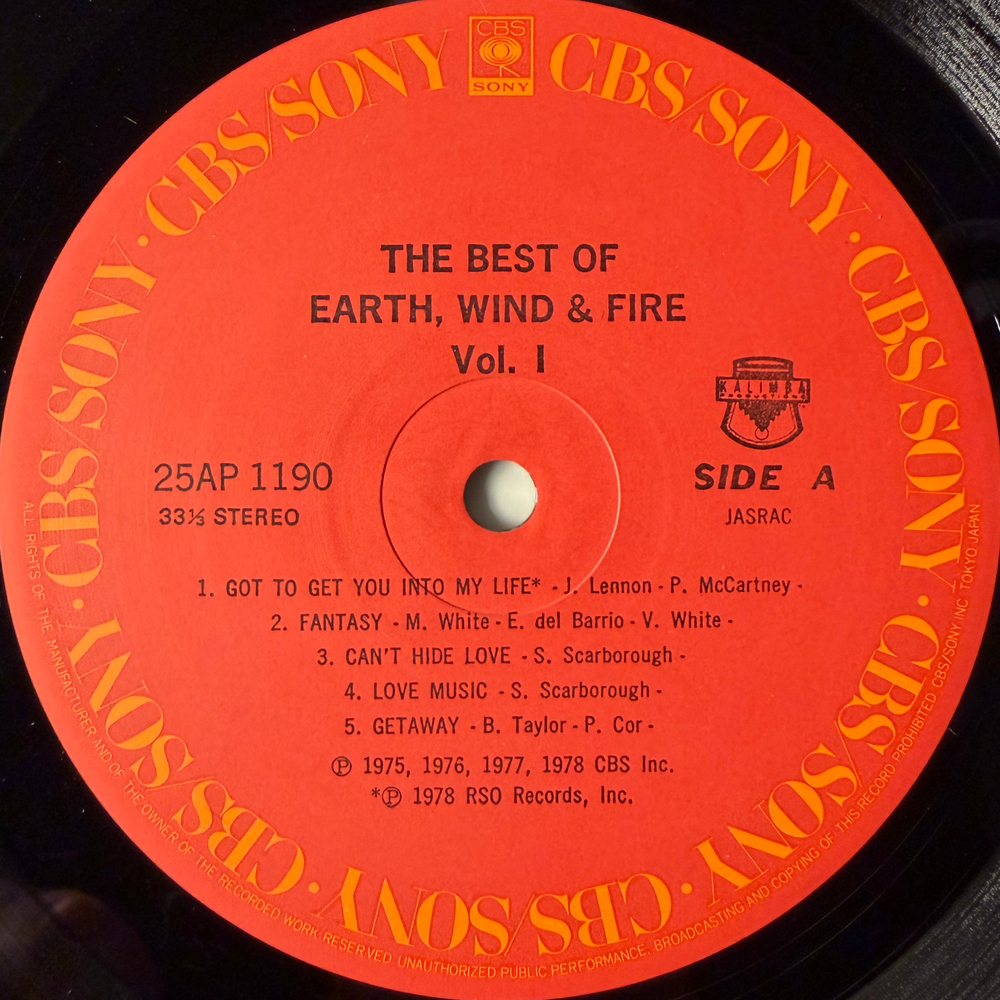 CBS
SONY
CBS/SONY · CBS/SONY · CBS/SONY · CBS/SONY · CBS/SONY · CBS/SONY · CBS/SONY · CBS/SONY
THE BEST OF
EARTH, WIND & FIRE
Vol. I
KALIMBA
PRODUCTIONS
25AP 1190
SIDE A
33⅓ STEREO
JASRAC
1. GOT TO GET YOU INTO MY LIFE* - J. Lennon - P. McCartney -
2. FANTASY - M. White - E. del Barrio - V. White -
3. CAN'T HIDE LOVE - S. Scarborough -
4. LOVE MUSIC - S. Scarborough -
5. GETAWAY - B. Taylor - P. Cor -
℗ 1975, 1976, 1977, 1978 CBS Inc.
*℗ 1978 RSO Records, Inc.
ALL RIGHTS OF THE MANUFACTURER AND OF THE OWNER OF THE RECORDED WORK RESERVED UNAUTHORIZED PUBLIC PERFORMANCE, BROADCASTING AND COPYING OF THIS RECORD PROHIBITED CBS/SONY INC TOKYO JAPAN